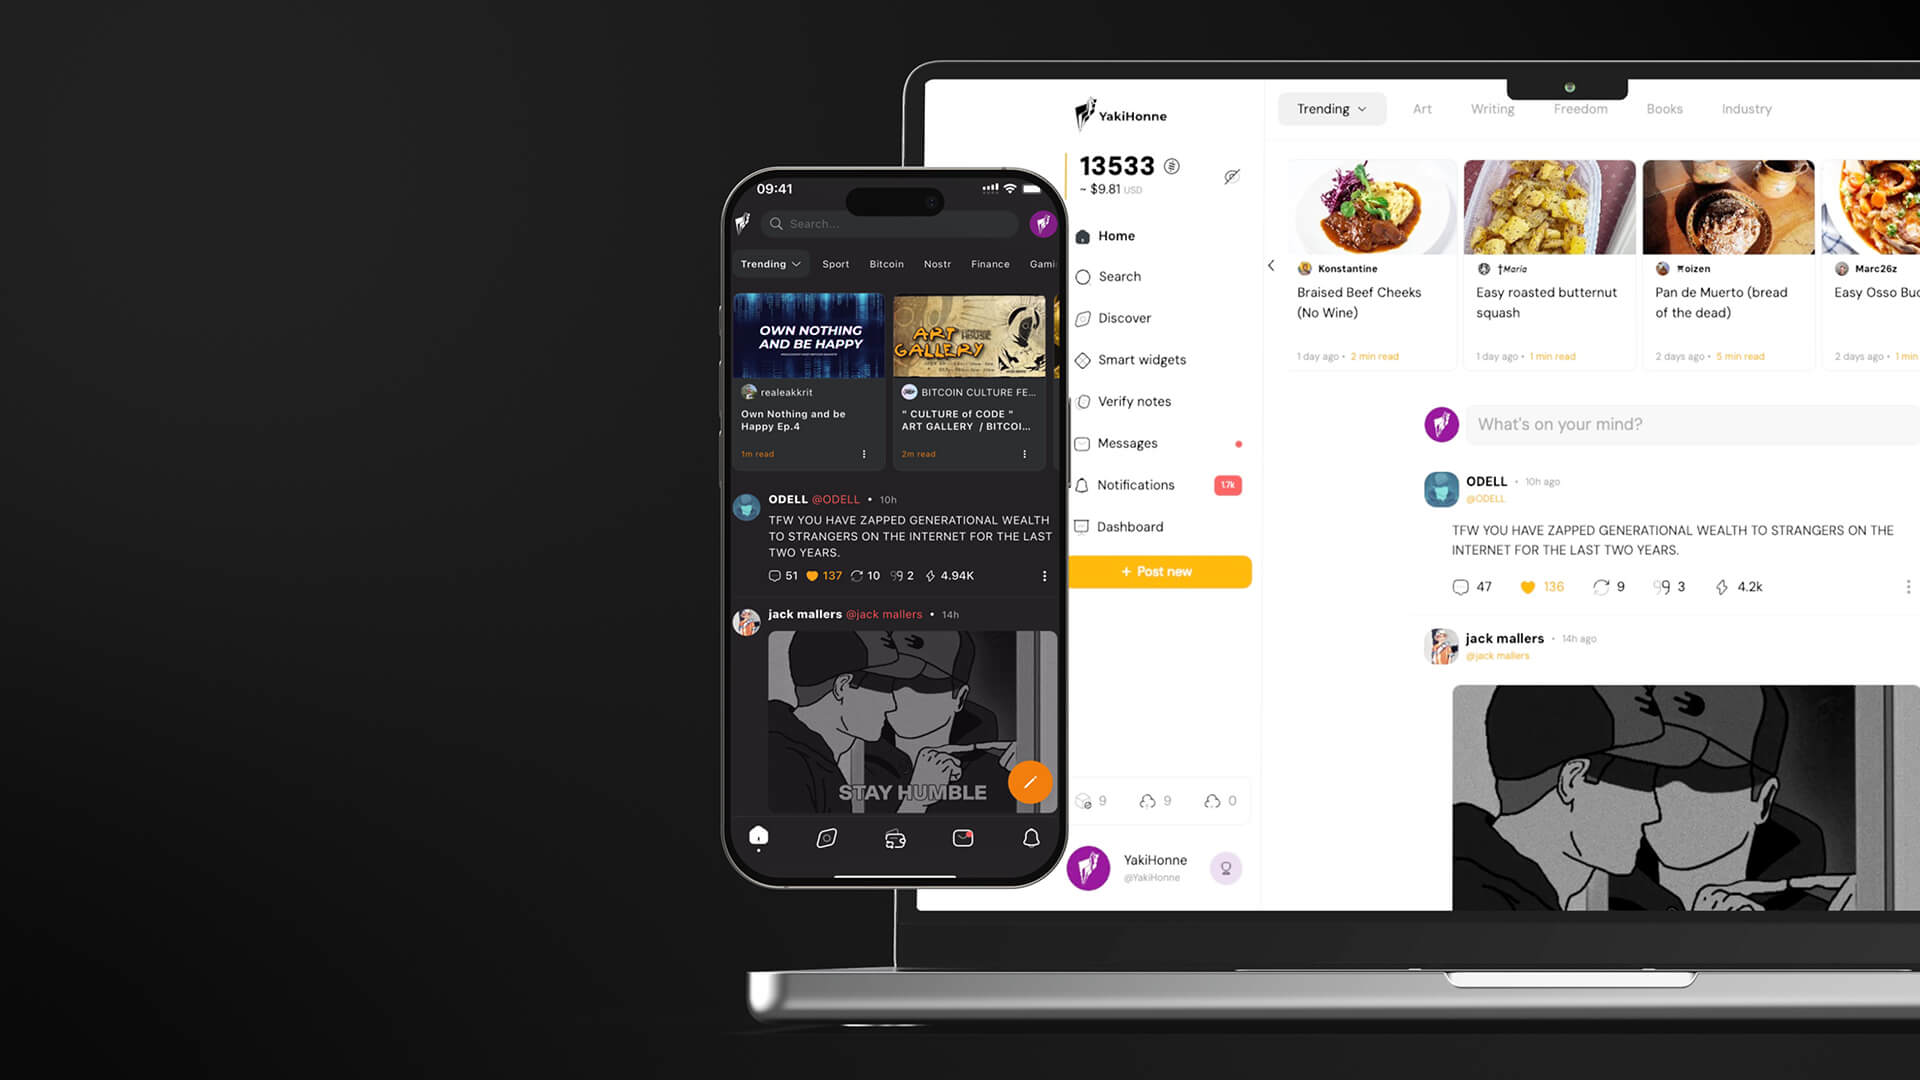 09:41
Search...
Trending
Sport
Bitcoin
Nostr
Finance
Gami
OWN NOTHING
AND BE HAPPY
ART
GALLERY
realeakkrit
BITCOIN CULTURE FE...
Own Nothing and be
Happy Ep.4
" CULTURE of CODE "
ART GALLERY / BITCOI...
1m read
2m read
ODELL @ODELL • 10h
TFW YOU HAVE ZAPPED GENERATIONAL WEALTH
TO STRANGERS ON THE INTERNET FOR THE LAST
TWO YEARS.
51 137 10 2 4.94K
jack mallers @jack mallers • 14h
STAY HUMBLE
YakiHonne
13533
~ $9.81 USD
Home
Search
Discover
Smart widgets
Verify notes
Messages
Notifications
1.7k
Dashboard
+ Post new
9 9 0
YakiHonne
@YakiHonne
Trending
Art
Writing
Freedom
Books
Industry
Konstantine
Braised Beef Cheeks
(No Wine)
1 day ago • 2 min read
†Maria
Easy roasted butternut
squash
1 day ago • 1 min read
Pan de Muerto (bread
of the dead)
2 days ago • 5 min read
Marc26z
Easy Osso Buc
2 days ago • 1 min
What's on your mind?
ODELL • 10h ago
@ODELL
TFW YOU HAVE ZAPPED GENERATIONAL WEALTH TO STRANGERS ON THE
INTERNET FOR THE LAST TWO YEARS.
47 136 9 3 4.2k
jack mallers • 14h ago
@jack mallers